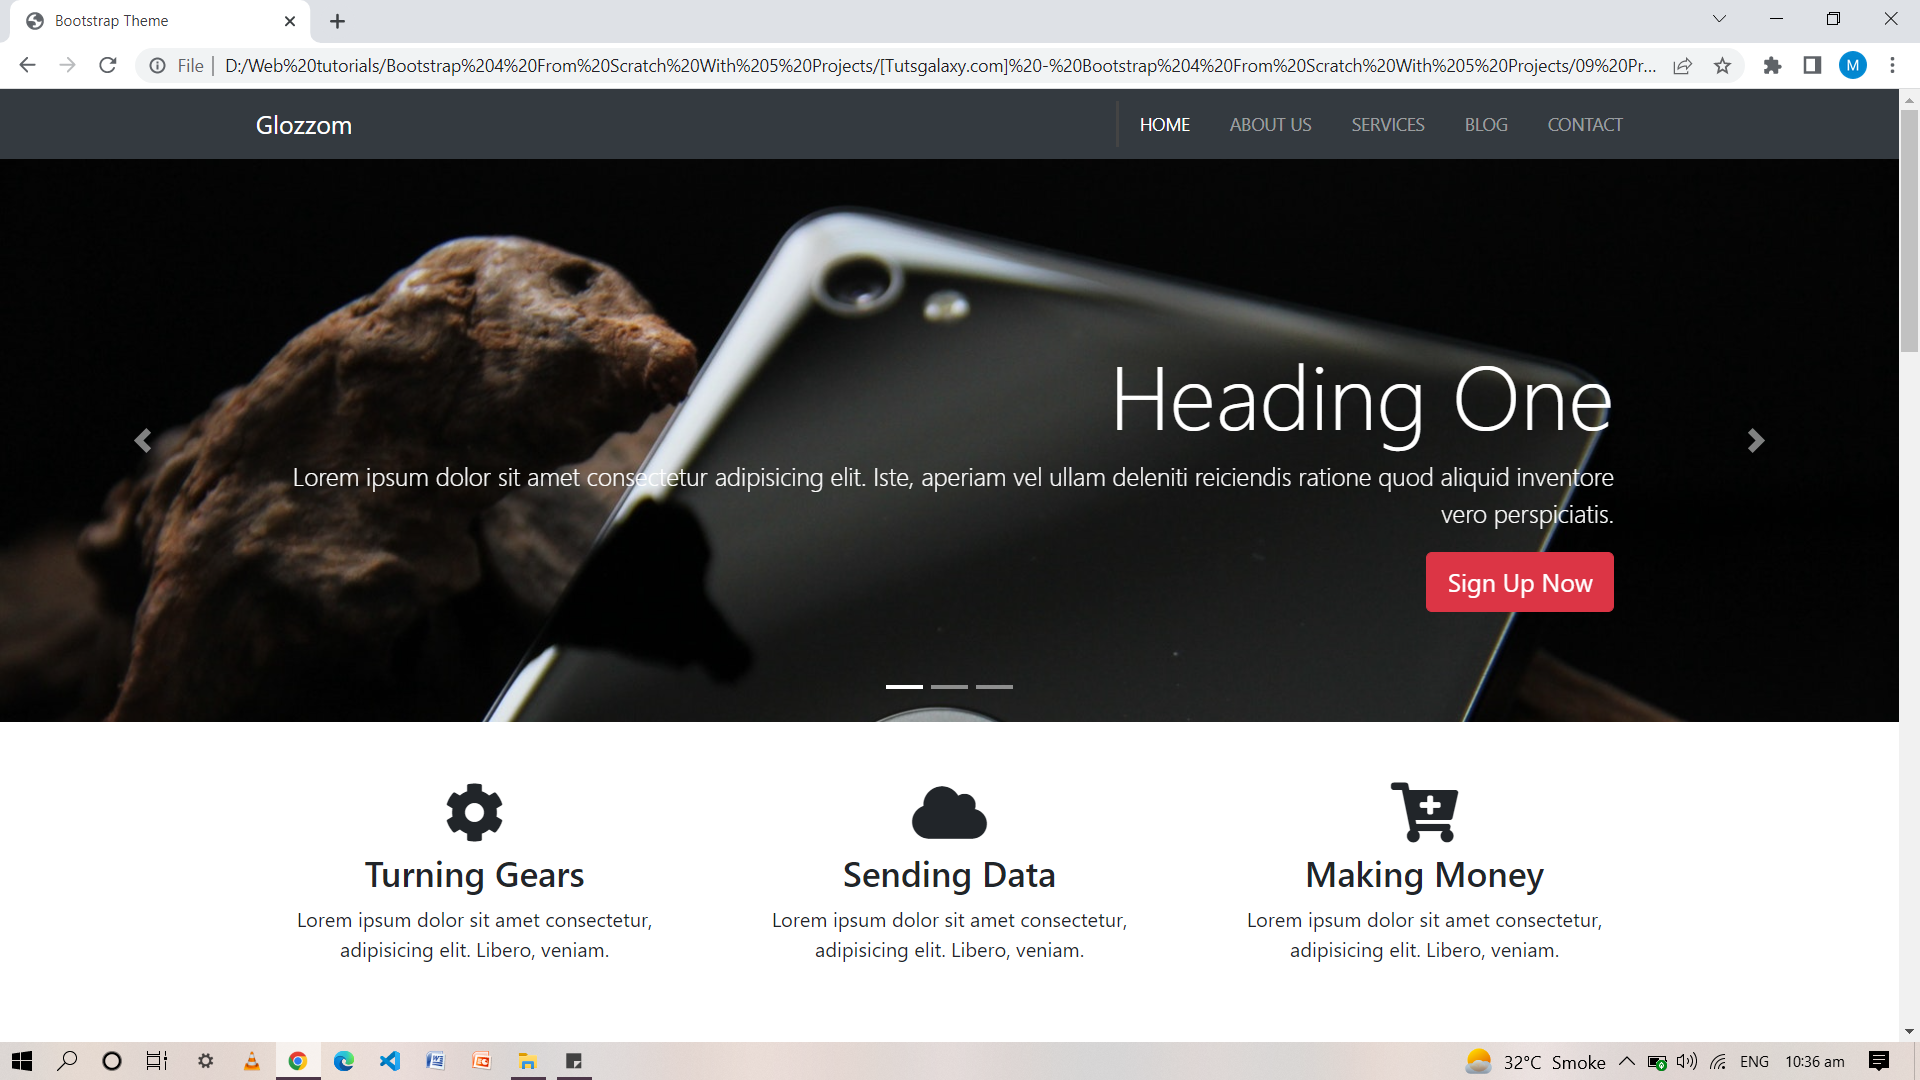 Bootstrap Theme
File | D:/Web%20tutorials/Bootstrap%204%20From%20Scratch%20With%205%20Projects/[Tutsgalaxy.com]%20-%20Bootstrap%204%20From%20Scratch%20With%205%20Projects/09%20Pr...
M
Glozzom
HOME ABOUT US SERVICES BLOG CONTACT
Heading One
Lorem ipsum dolor sit amet consectetur adipisicing elit. Iste, aperiam vel ullam deleniti reiciendis ratione quod aliquid inventore
vero perspiciatis.
Sign Up Now
Turning Gears
Lorem ipsum dolor sit amet consectetur,
adipisicing elit. Libero, veniam.
Sending Data
Lorem ipsum dolor sit amet consectetur,
adipisicing elit. Libero, veniam.
Making Money
Lorem ipsum dolor sit amet consectetur,
adipisicing elit. Libero, veniam.
32°C Smoke ENG 10:36 am